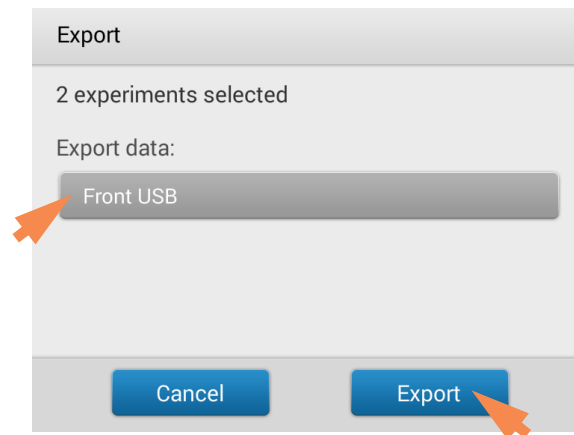 Export
2 experiments selected
Export data:
Front USB
Cancel
Export